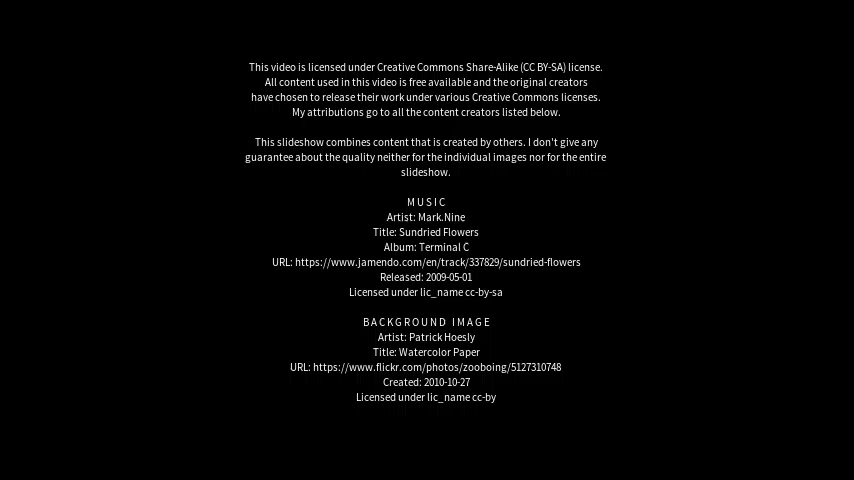 This video is licensed under Creative Commons Share-Alike (CC BY-SA) license.
All content used in this video is free available and the original creators
have chosen to release their work under various Creative Commons licenses.
My attributions go to all the content creators listed below.
This slideshow combines content that is created by others. I don't give any
guarantee about the quality neither for the individual images nor for the entire
slideshow.
MUSIC
Artist: Mark.Nine
Title: Sundried Flowers
Album: Terminal C
URL: https://www.jamendo.com/en/track/337829/sundried-flowers
Released: 2009-05-01
Licensed under lic_name cc-by-sa
BACKGROUND IMAGE
Artist: Patrick Hoesly
Title: Watercolor Paper
URL: https://www.flickr.com/photos/zooboing/5127310748
Created: 2010-10-27
Licensed under lic_name cc-by